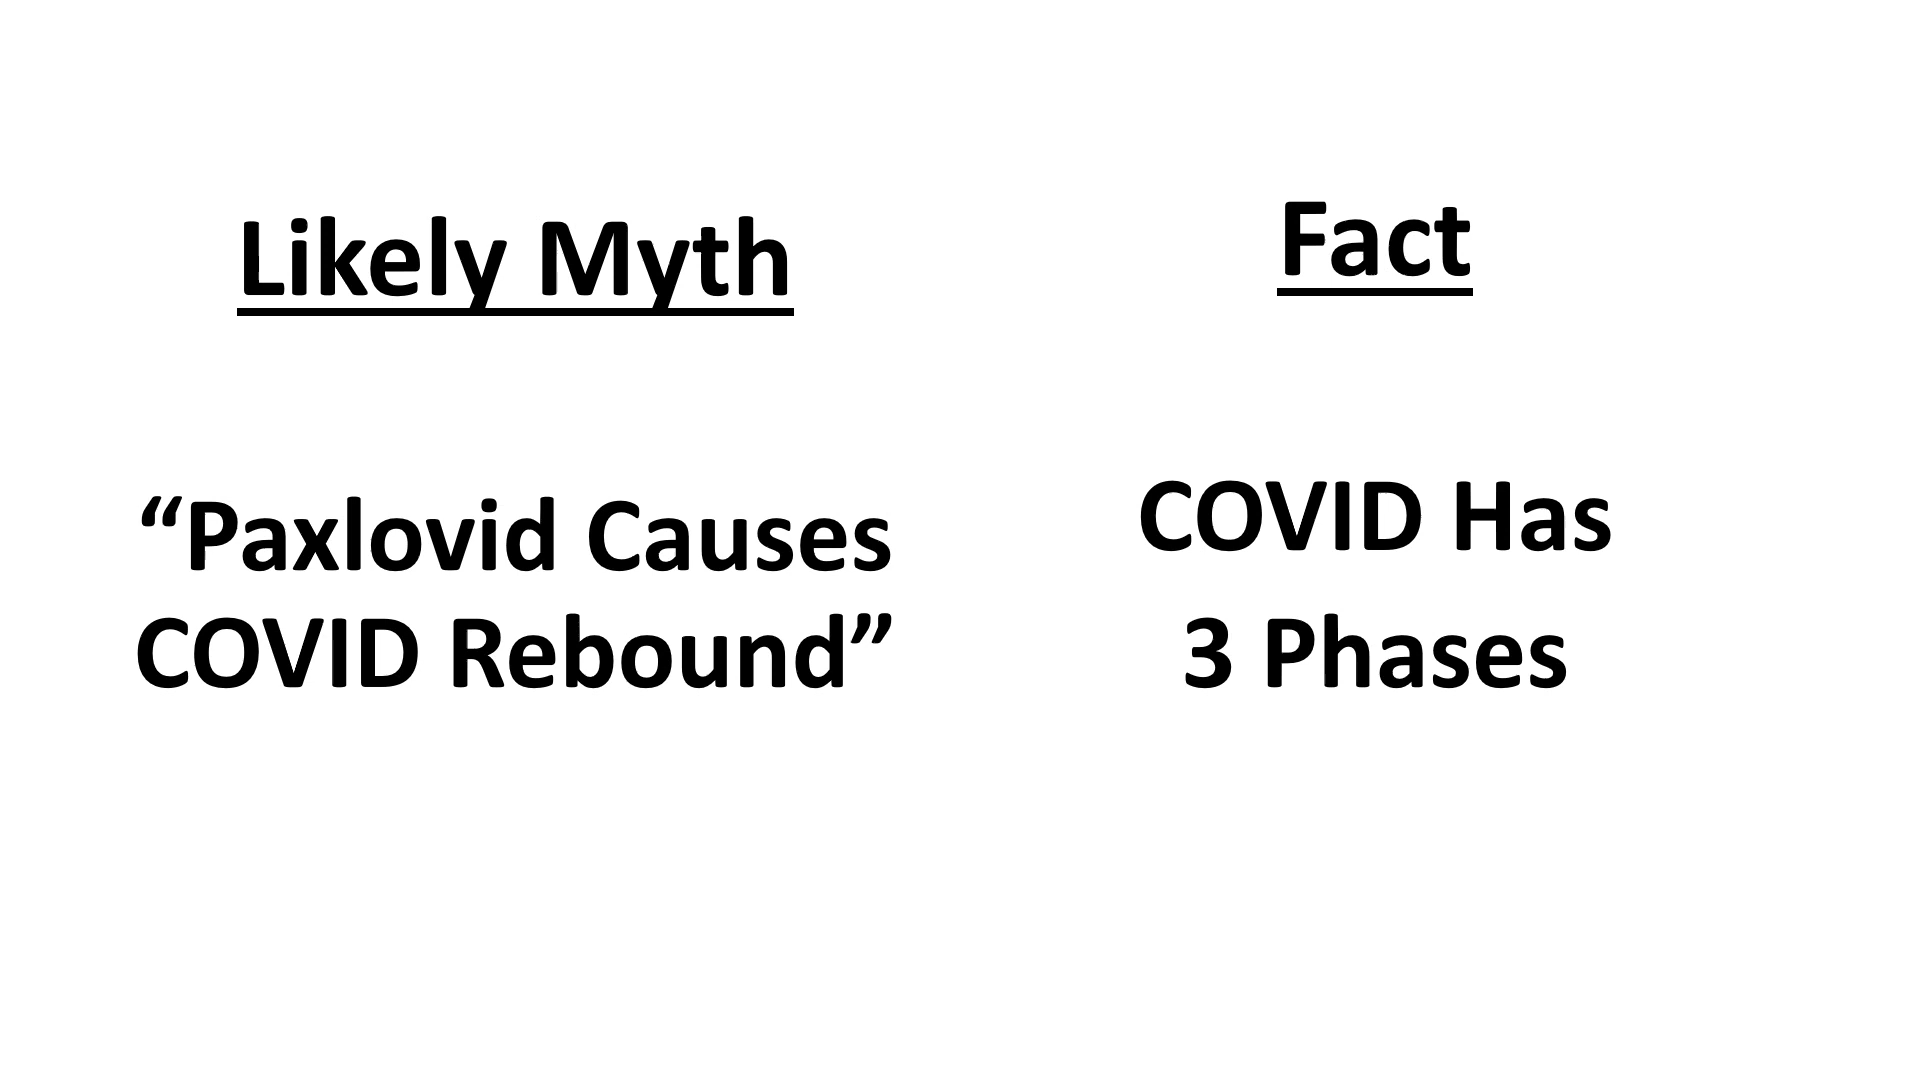 Likely Myth
“Paxlovid Causes
COVID Rebound”
Fact
COVID Has
3 Phases